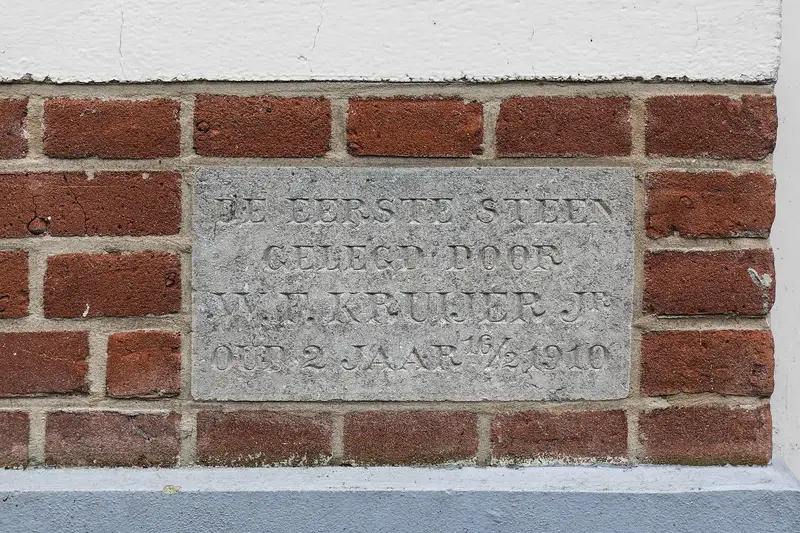 DE EERSTE STEEN
GELEGD DOOR
W. F. KRUIJER JR
OUD 2 JAAR 16/2 1910